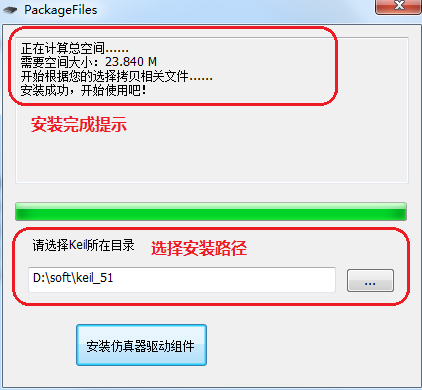 PackageFiles
正在计算总空间......
需要空间大小：23.840 M
开始根据您的选择拷贝相关文件......
安装成功，开始使用吧！
安装完成提示
请选择Keil所在目录
选择安装路径
D:\soft\keil_51
...
安装仿真器驱动组件